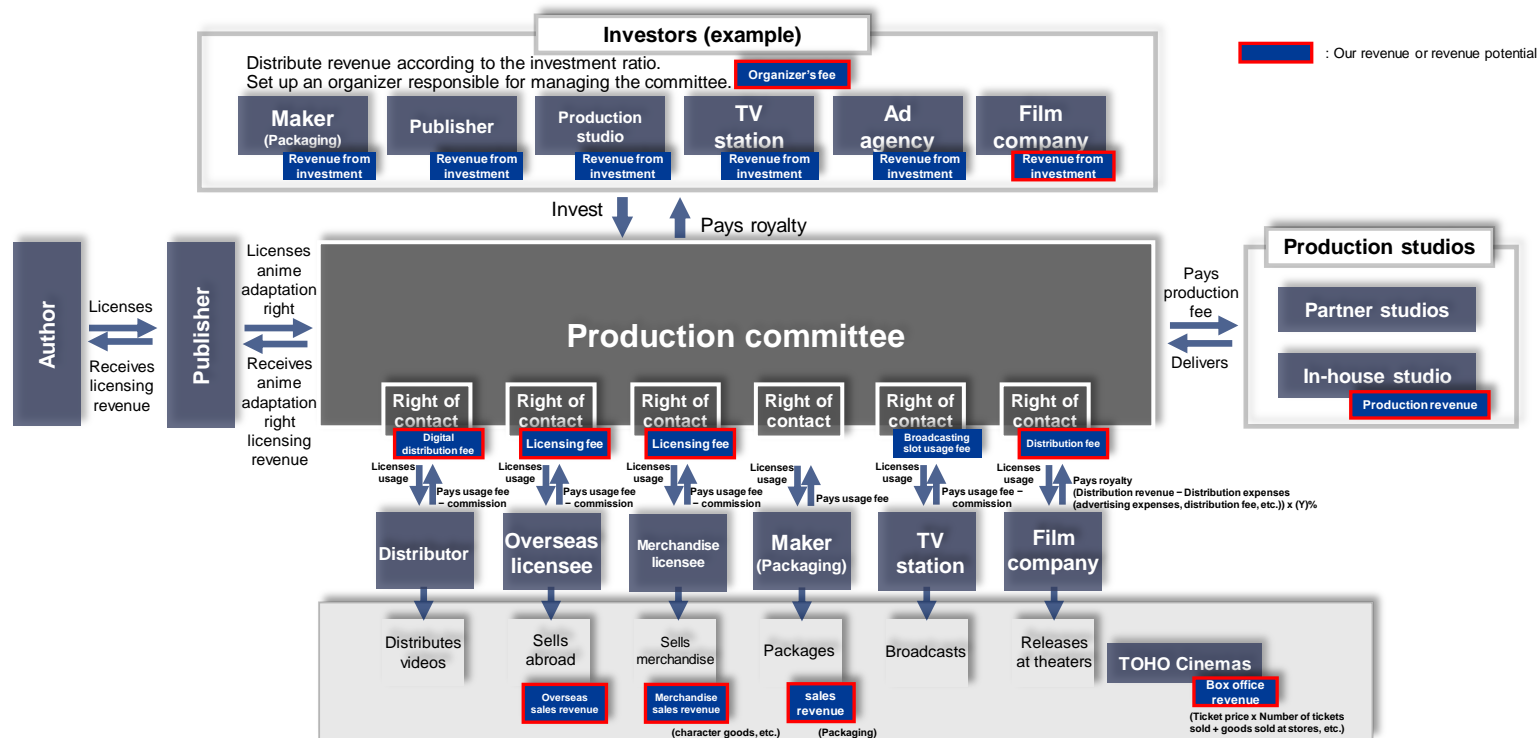 Investors (example)
: Our revenue or revenue potential
Distribute revenue according to the investment ratio.
Set up an organizer responsible for managing the committee.
Organizer's fee
Maker
(Packaging)
Revenue from
investment
Publisher
Revenue from
investment
Production
studio
Revenue from
investment
TV
station
Revenue from
investment
Ad
agency
Revenue from
investment
Film
company
Revenue from
investment
Invest
Pays royalty
Author
Licenses
Receives
licensing
revenue
Publisher
Licenses
anime
adaptation
right
Receives
anime
adaptation
right
licensing
revenue
Production committee
Pays
production
fee
Delivers
Production studios
Partner studios
In-house studio
Production revenue
Right of
contact
Digital
distribution fee
Right of
contact
Licensing fee
Right of
contact
Licensing fee
Right of
contact
Right of
contact
Broadcasting
slot usage fee
Right of
contact
Distribution fee
Licenses
usage
Pays usage fee
− commission
Licenses
usage
Pays usage fee
− commission
Licenses
usage
Pays usage fee
− commission
Licenses
usage
Pays usage fee
Licenses
usage
Pays usage fee −
commission
Licenses
usage
Pays royalty
(Distribution revenue − Distribution expenses
(advertising expenses, distribution fee, etc.)) x (Y)%
Distributor
Overseas
licensee
Merchandise
licensee
Maker
(Packaging)
TV
station
Film
company
Distributes
videos
Sells
abroad
Overseas
sales revenue
Sells
merchandise
Merchandise
sales revenue
(character goods, etc.)
Packages
sales
revenue
(Packaging)
Broadcasts
Releases
at theaters
TOHO Cinemas
Box office
revenue
(Ticket price x Number of tickets
sold + goods sold at stores, etc.)